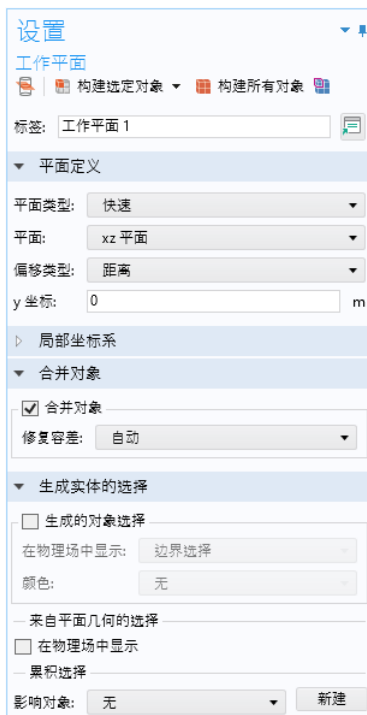 设置
工作平面
构建选定对象 构建所有对象
标签: 工作平面 1
平面定义
平面类型: 快速
平面: xz 平面
偏移类型: 距离
y 坐标: 0 m
局部坐标系
合并对象
合并对象
修复容差: 自动
生成实体的选择
生成的对象选择
在物理场中显示: 边界选择
颜色: 无
来自平面几何的选择
在物理场中显示
累积选择
影响对象: 无 新建